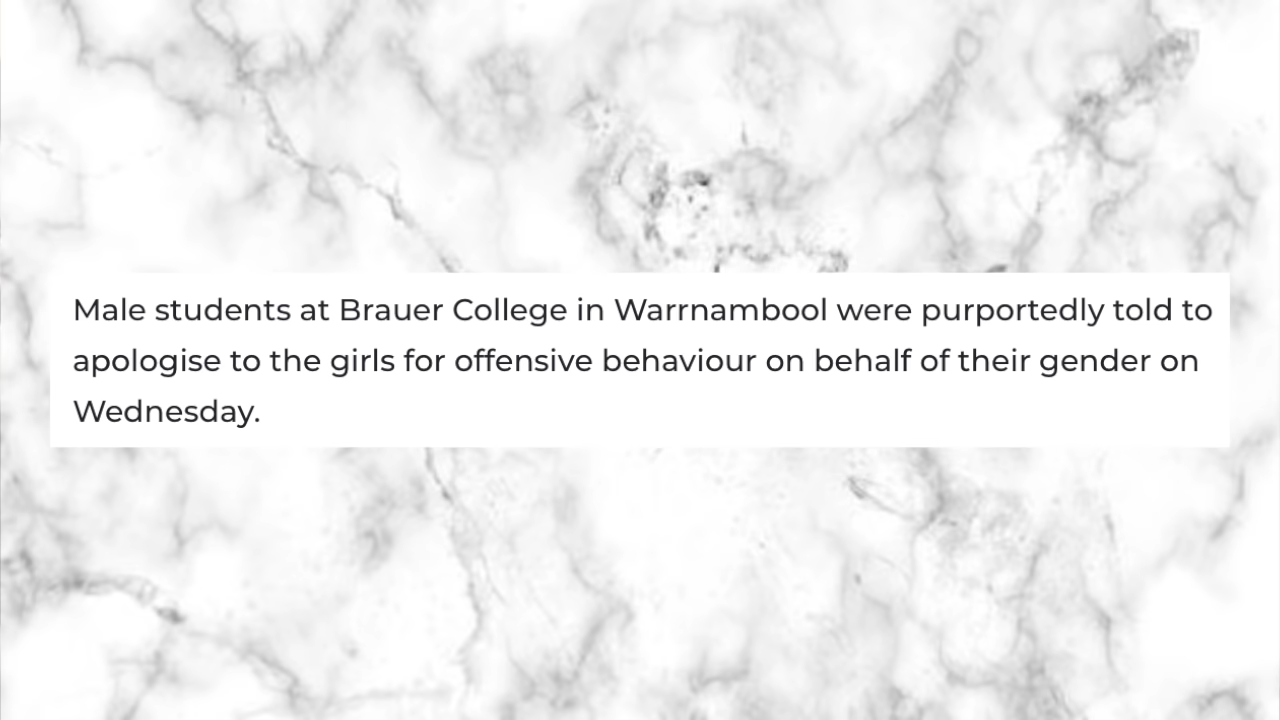 Male students at Brauer College in Warrnambool were purportedly told to
apologise to the girls for offensive behaviour on behalf of their gender on
Wednesday.